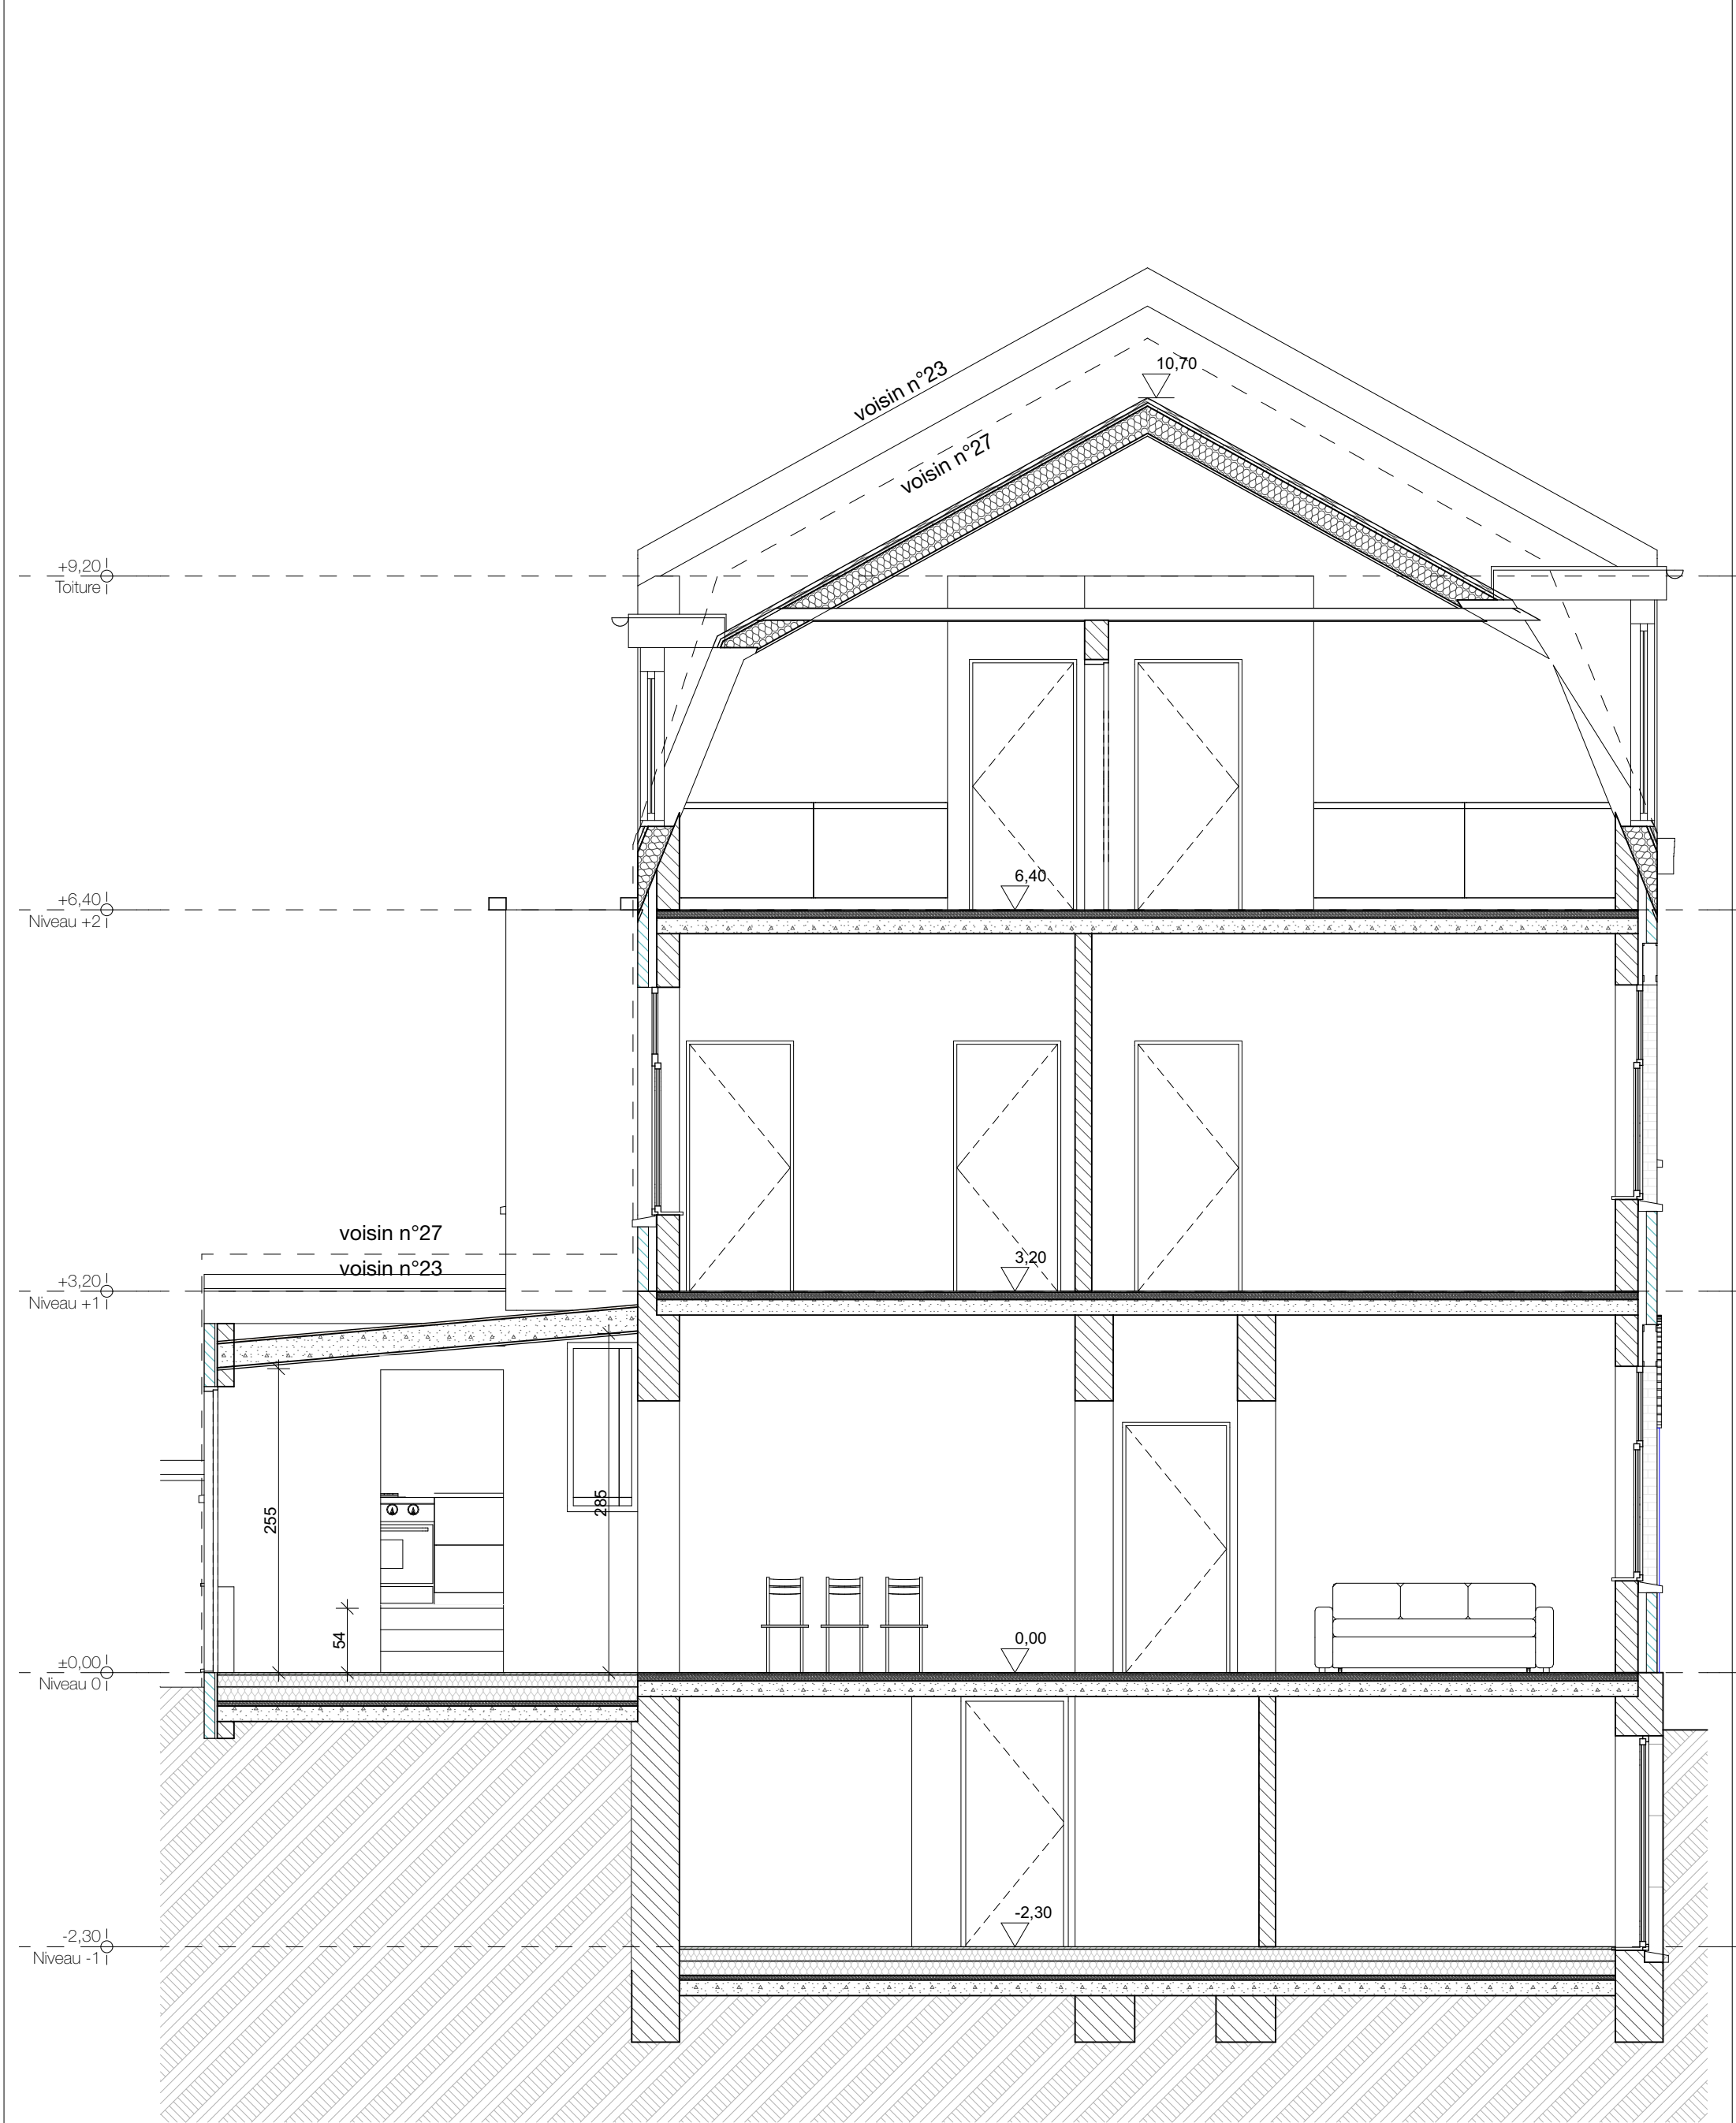 voisin n°23
10,70
voisin n°27
+9,20
Toiture
6,40
+6,40
Niveau +2
voisin n°27
3,20
voisin n°23
+3,20
Niveau +1
255
285
54
0,00
±0,00
Niveau 0
-2,30
-2,30
Niveau -1